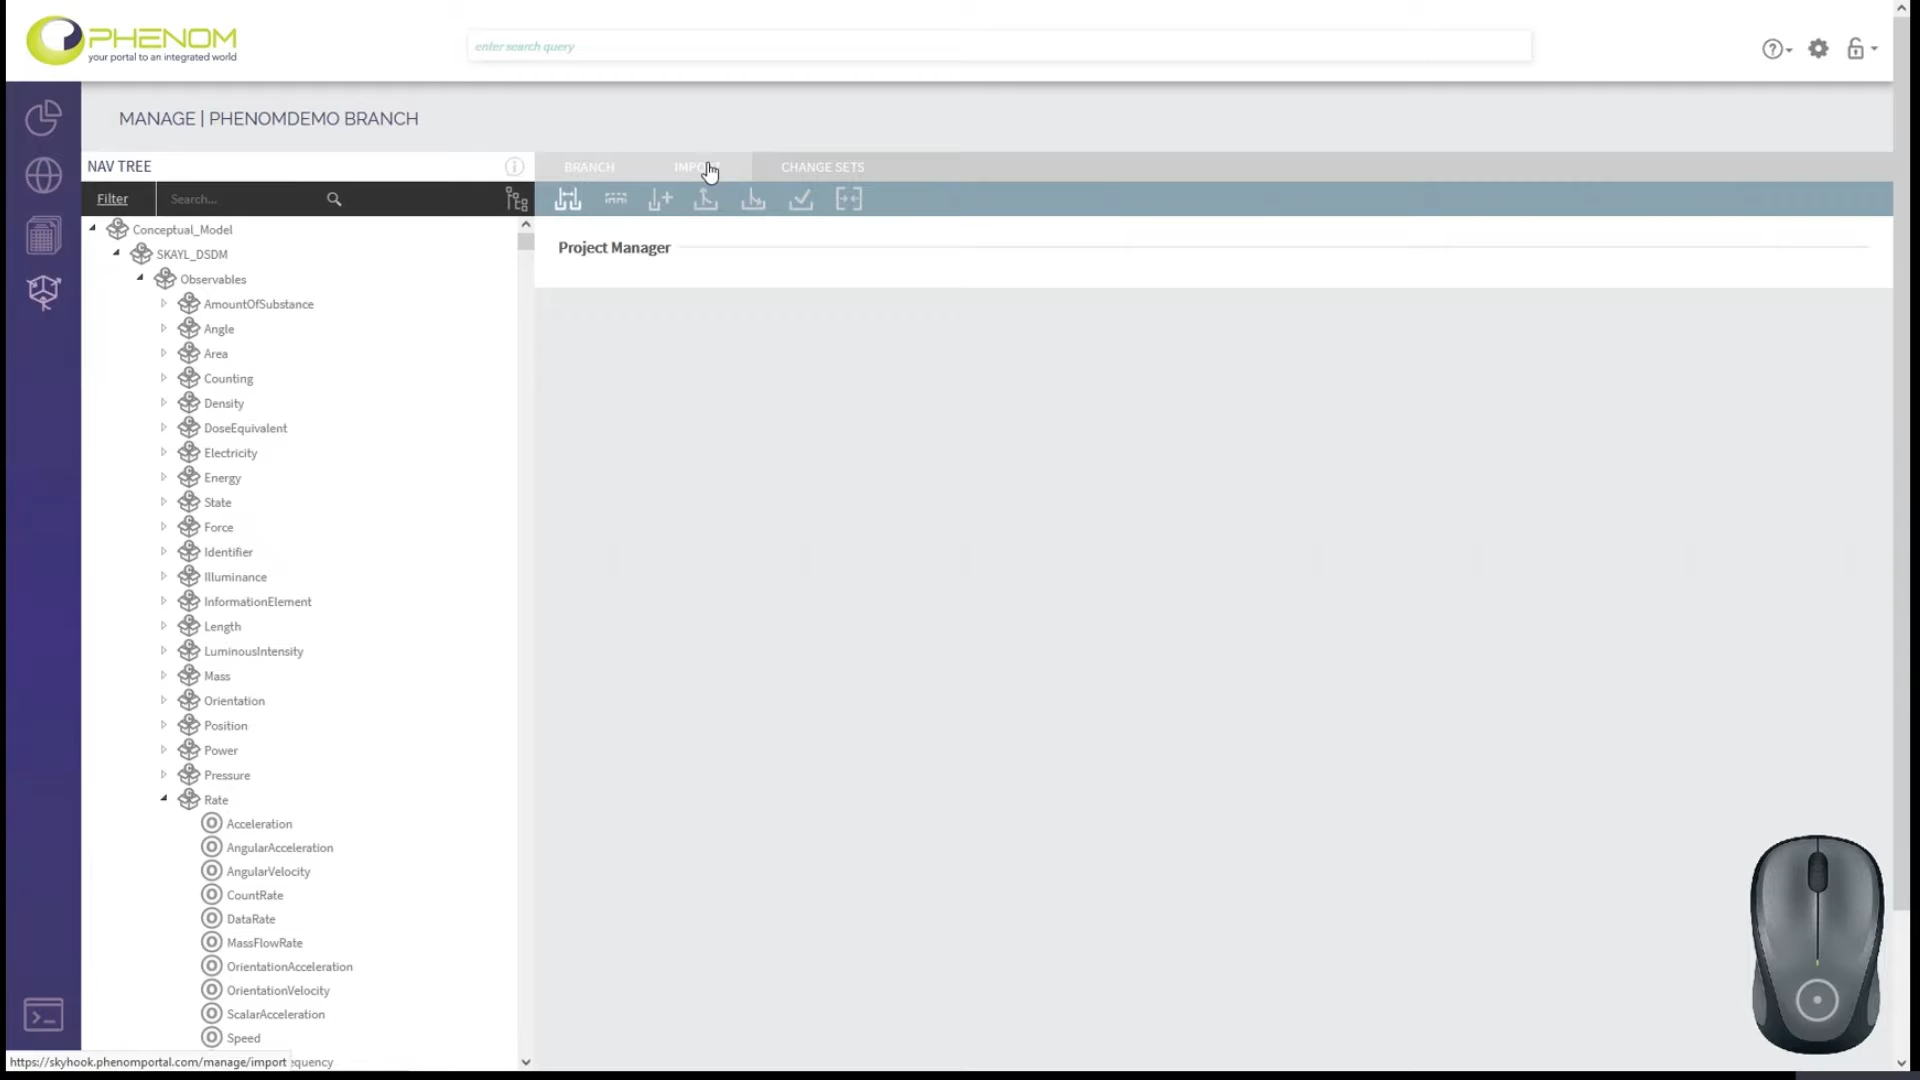 PHENOM
your portal to an integrated world
enter search query
MANAGE | PHENOMDEMO BRANCH
NAV TREE
BRANCH
IMPORT
CHANGE SETS
Filter
Search...
Project Manager
Conceptual_Model
SKAYL_DSDM
Observables
AmountOfSubstance
Angle
Area
Counting
Density
DoseEquivalent
Electricity
Energy
State
Force
Identifier
Illuminance
InformationElement
Length
LuminousIntensity
Mass
Orientation
Position
Power
Pressure
Rate
Acceleration
AngularAcceleration
AngularVelocity
CountRate
DataRate
MassFlowRate
OrientationAcceleration
OrientationVelocity
ScalarAcceleration
Speed
https://skyhook.phenomportal.com/manage/import